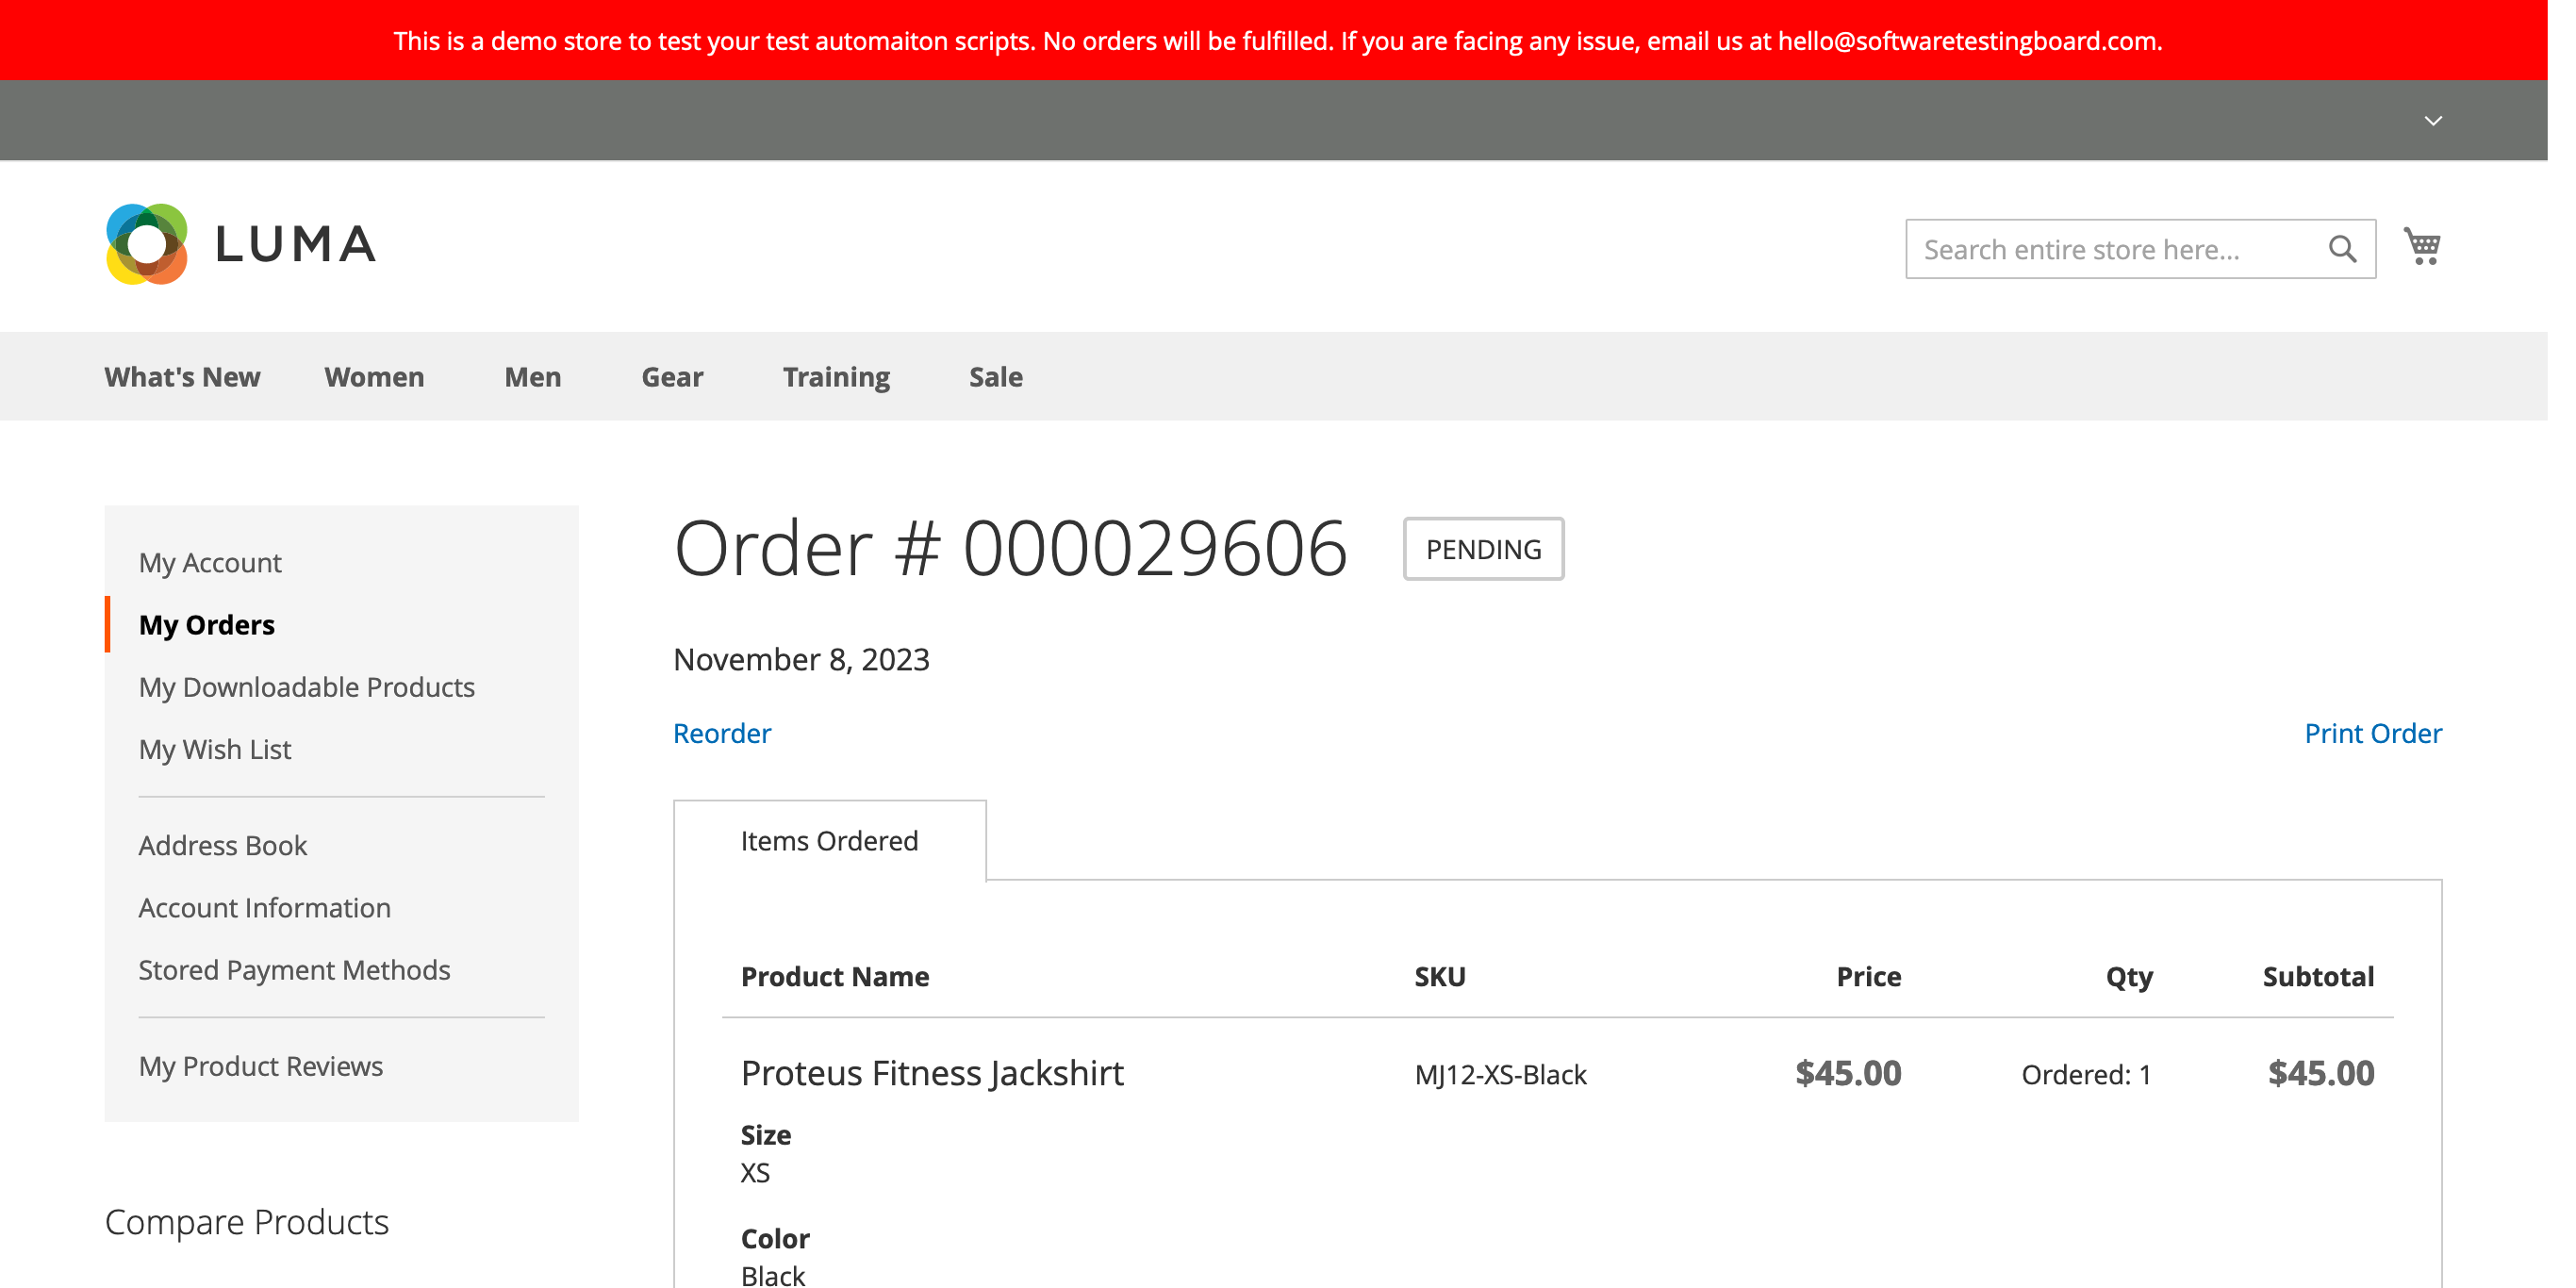 This is a demo store to test your test automaiton scripts. No orders will be fulfilled. If you are facing any issue, email us at hello@softwaretestingboard.com.
LUMA
Search entire store here...
What's New Women Men Gear Training Sale
My Account
My Orders
My Downloadable Products
My Wish List
Address Book
Account Information
Stored Payment Methods
My Product Reviews
Compare Products
Order # 000029606 PENDING
November 8, 2023
Reorder Print Order
Items Ordered
Product Name SKU Price Qty Subtotal
Proteus Fitness Jackshirt MJ12-XS-Black $45.00 Ordered: 1 $45.00
Size
XS
Color
Black